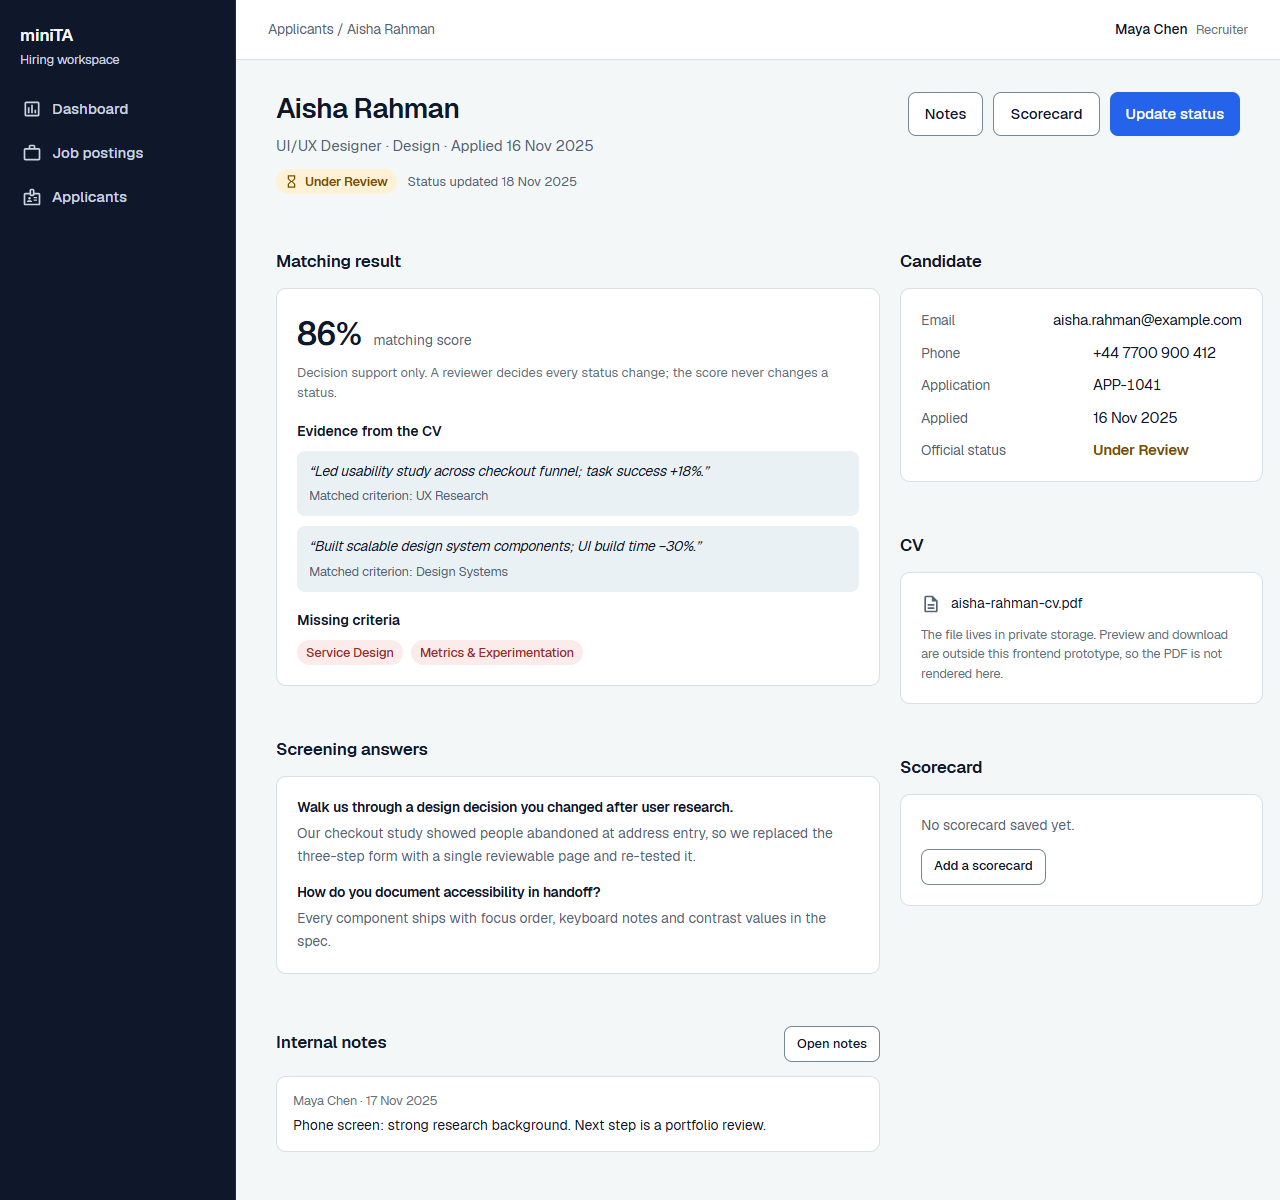 miniTA
Hiring workspace
Dashboard
Job postings
Applicants
Applicants / Aisha Rahman
Maya Chen Recruiter
Aisha Rahman
UI/UX Designer · Design · Applied 16 Nov 2025
Under Review Status updated 18 Nov 2025
Notes
Scorecard
Update status
Matching result
86% matching score
Decision support only. A reviewer decides every status change; the score never changes a
status.
Evidence from the CV
“Led usability study across checkout funnel; task success +18%.”
Matched criterion: UX Research
“Built scalable design system components; UI build time −30%.”
Matched criterion: Design Systems
Missing criteria
Service Design
Metrics & Experimentation
Screening answers
Walk us through a design decision you changed after user research.
Our checkout study showed people abandoned at address entry, so we replaced the
three-step form with a single reviewable page and re-tested it.
How do you document accessibility in handoff?
Every component ships with focus order, keyboard notes and contrast values in the
spec.
Internal notes
Open notes
Maya Chen · 17 Nov 2025
Phone screen: strong research background. Next step is a portfolio review.
Candidate
Email aisha.rahman@example.com
Phone +44 7700 900 412
Application APP-1041
Applied 16 Nov 2025
Official status Under Review
CV
aisha-rahman-cv.pdf
The file lives in private storage. Preview and download
are outside this frontend prototype, so the PDF is not
rendered here.
Scorecard
No scorecard saved yet.
Add a scorecard